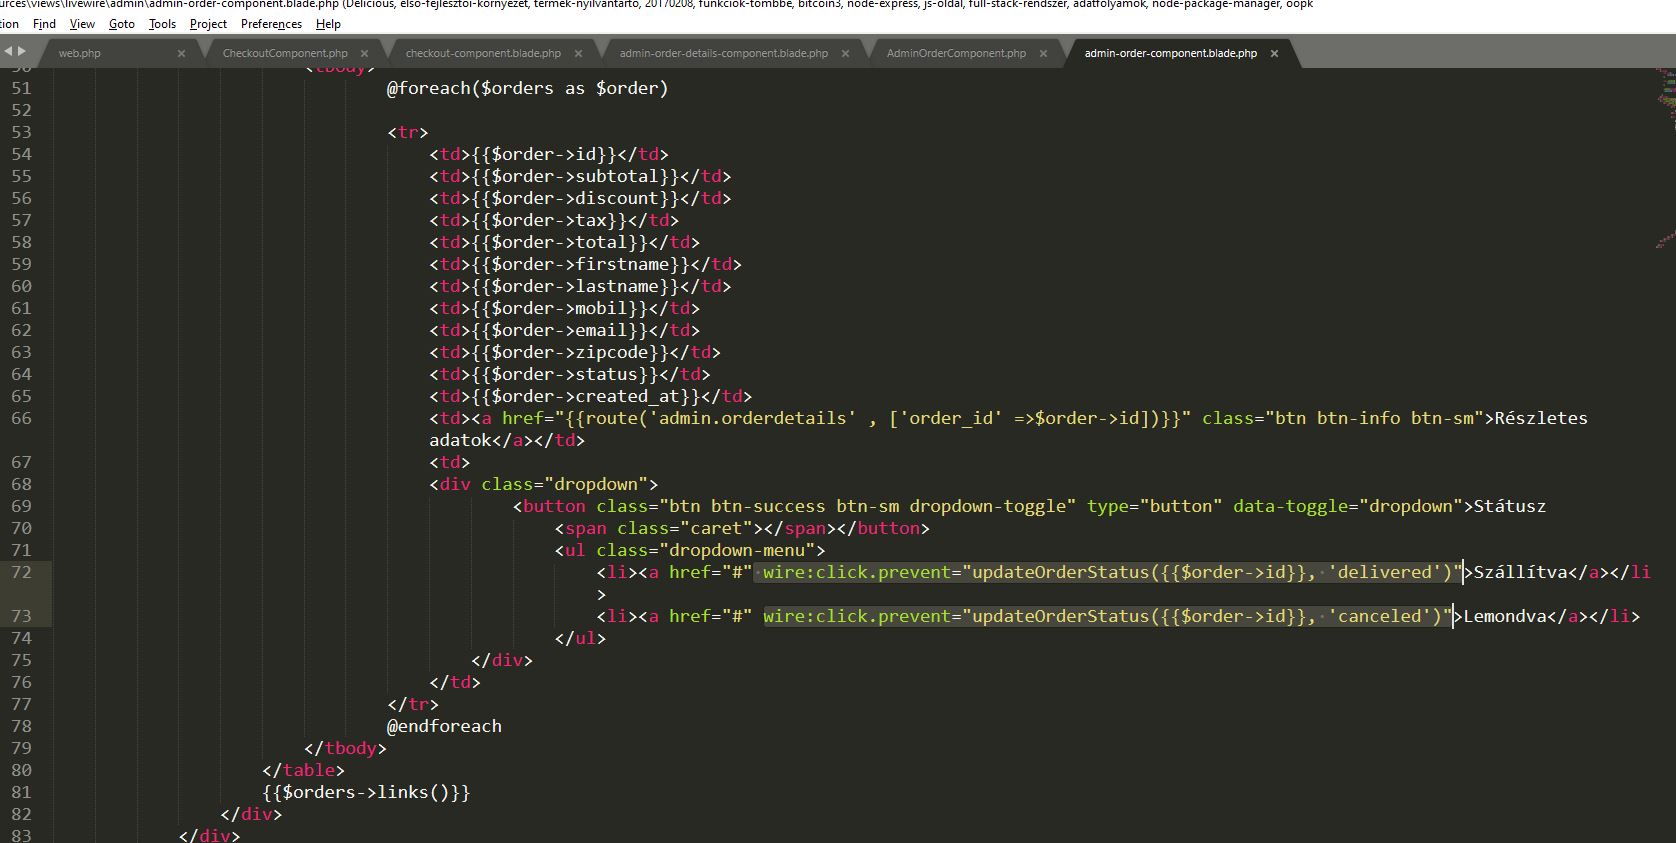 urces\views\livewire\admin\admin-order-component.blade.php (Delicious, elso-fejlesztoi-kornyezet, termek-nyilvantarto, 20170208, funkciok-tombbe, bitcoin3, node-express, js-oldal, full-stack-rendszer, adatfolyamok, node-package-manager, oopk
tion Find View Goto Tools Project Preferences Help
web.php × CheckoutComponent.php × checkout-component.blade.php × admin-order-details-component.blade.php × AdminOrderComponent.php × admin-order-component.blade.php ×
50 <tbody>
51 @foreach($orders as $order)
52
53 <tr>
54 <td>{{$order->id}}</td>
55 <td>{{$order->subtotal}}</td>
56 <td>{{$order->discount}}</td>
57 <td>{{$order->tax}}</td>
58 <td>{{$order->total}}</td>
59 <td>{{$order->firstname}}</td>
60 <td>{{$order->lastname}}</td>
61 <td>{{$order->mobil}}</td>
62 <td>{{$order->email}}</td>
63 <td>{{$order->zipcode}}</td>
64 <td>{{$order->status}}</td>
65 <td>{{$order->created_at}}</td>
66 <td><a href="{{route('admin.orderdetails' , ['order_id' =>$order->id])}}" class="btn btn-info btn-sm">Részletes
adatok</a></td>
67 <td>
68 <div class="dropdown">
69 <button class="btn btn-success btn-sm dropdown-toggle" type="button" data-toggle="dropdown">Státusz
70 <span class="caret"></span></button>
71 <ul class="dropdown-menu">
72 <li><a href="#" wire:click.prevent="updateOrderStatus({{$order->id}}, 'delivered')">Szállítva</a></li
>
73 <li><a href="#" wire:click.prevent="updateOrderStatus({{$order->id}}, 'canceled')">Lemondva</a></li>
74 </ul>
75 </div>
76 </td>
77 </tr>
78 @endforeach
79 </tbody>
80 </table>
81 {{$orders->links()}}
82 </div>
83 </div>